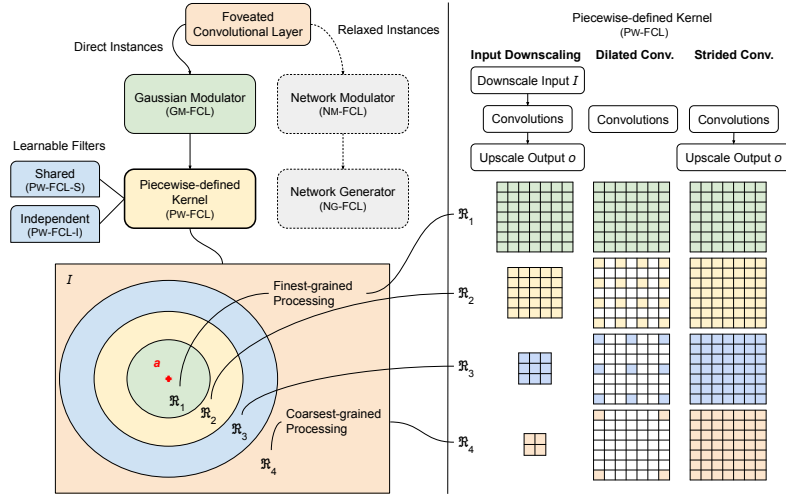 Foveated
Convolutional Layer
Direct Instances
Relaxed Instances
Gaussian Modulator
(GM-FCL)
Network Modulator
(NM-FCL)
Learnable Filters
Shared
(PW-FCL-S)
Independent
(PW-FCL-I)
Piecewise-defined
Kernel
(PW-FCL)
Network Generator
(NG-FCL)
I
Finest-grained
Processing
a
ℜ1
ℜ2
ℜ3
ℜ4
Coarsest-grained
Processing
Piecewise-defined Kernel
(PW-FCL)
Input Downscaling Dilated Conv. Strided Conv.
Downscale Input I
Convolutions Convolutions Convolutions
Upscale Output o Upscale Output o
ℜ1
ℜ2
ℜ3
ℜ4